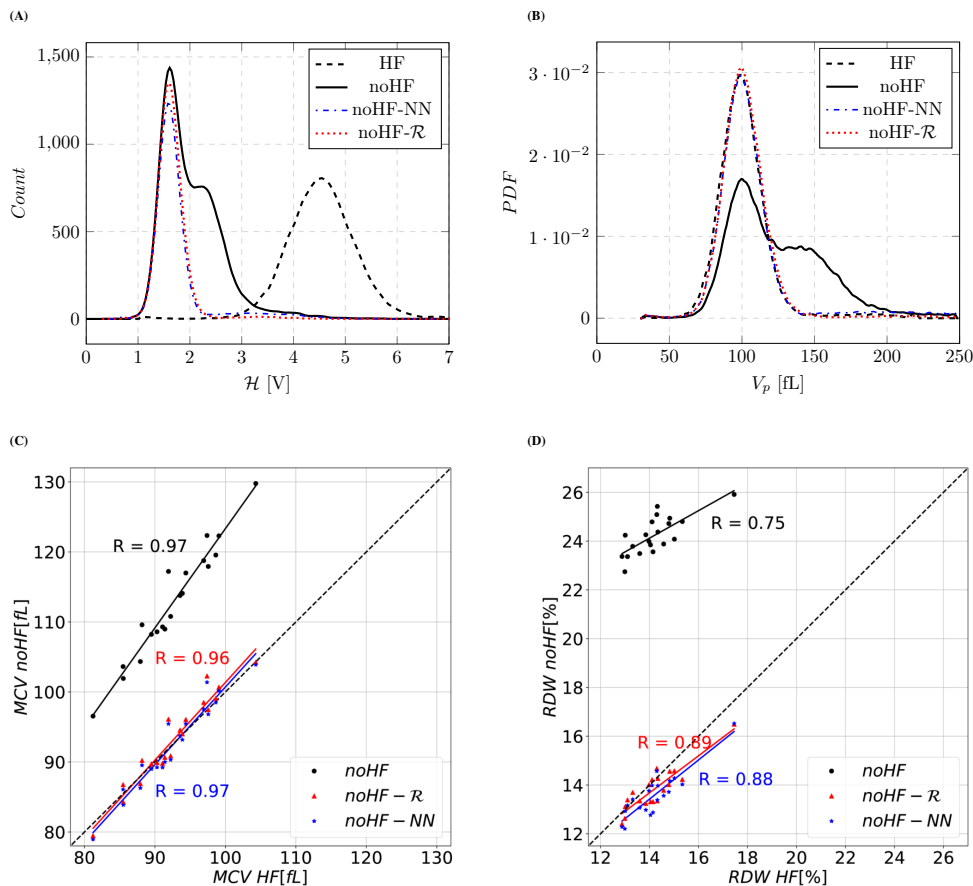 (A)
1,500
1,000
500
0
Count
HF
noHF
noHF-NN
noHF-ℛ
0 1 2 3 4 5 6 7
ℋ [V]
(B)
3 · 10⁻²
2 · 10⁻²
1 · 10⁻²
0
PDF
HF
noHF
noHF-NN
noHF-ℛ
0 50 100 150 200 250
Vₚ [fL]
(C)
130
120
110
100
90
80
MCV noHF[fL]
R = 0.97
R = 0.96
R = 0.97
noHF
noHF − ℛ
noHF − NN
80 90 100 110 120 130
MCV HF[fL]
(D)
26
24
22
20
18
16
14
12
RDW noHF[%]
R = 0.75
R = 0.89
R = 0.88
noHF
noHF − ℛ
noHF − NN
12 14 16 18 20 22 24 26
RDW HF[%]